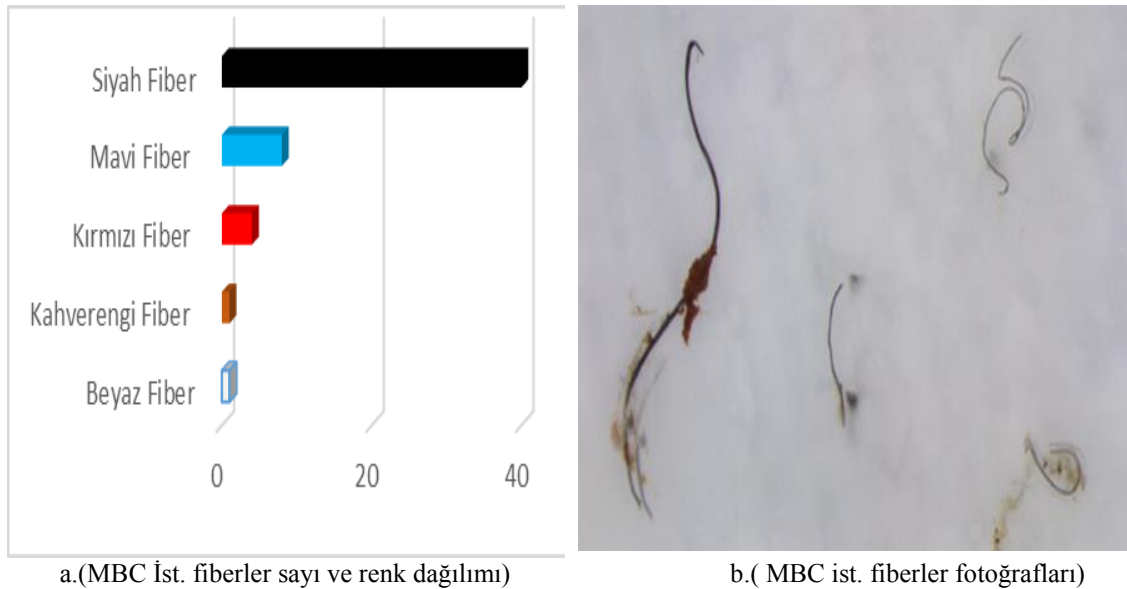 Siyah Fiber
Mavi Fiber
Kırmızı Fiber
Kahverengi Fiber
Beyaz Fiber
0 20 40
a.(MBC İst. fiberler sayı ve renk dağılımı)
b.( MBC ist. fiberler fotoğrafları)